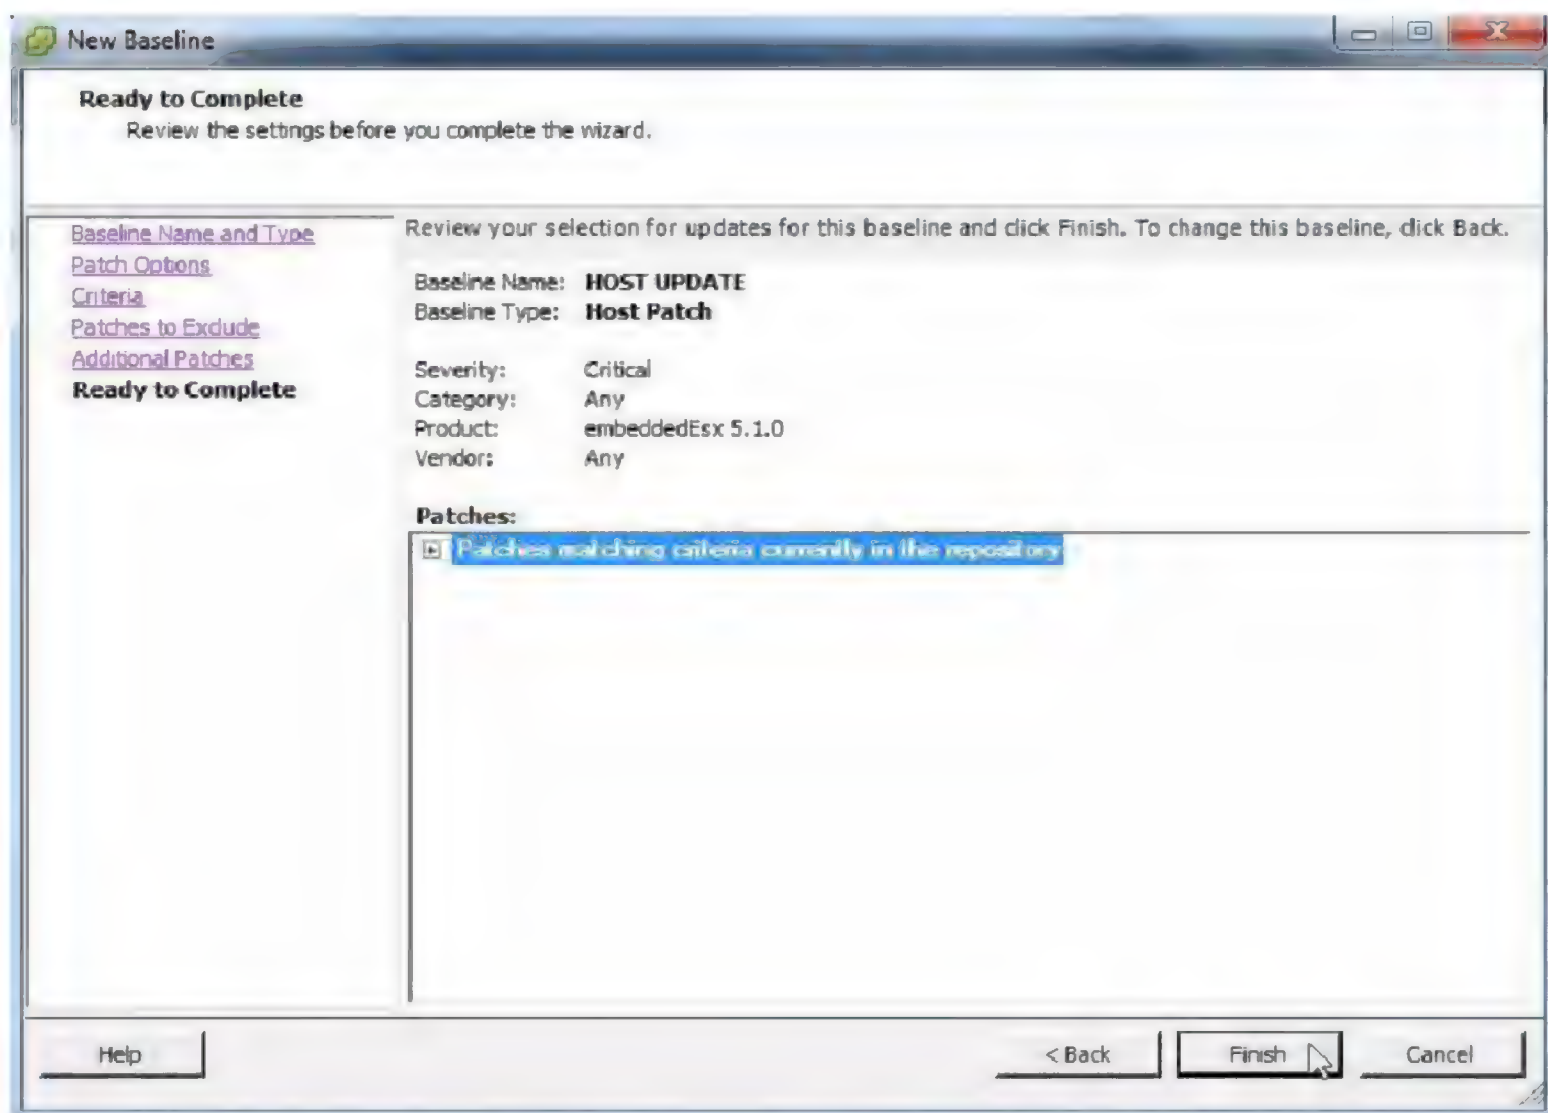 New Baseline
Ready to Complete
Review the settings before you complete the wizard.
Baseline Name and Type
Patch Options
Criteria
Patches to Exclude
Additional Patches
Ready to Complete
Review your selection for updates for this baseline and click Finish. To change this baseline, click Back.
Baseline Name: HOST UPDATE
Baseline Type: Host Patch
Severity: Critical
Category: Any
Product: embeddedEsx 5.1.0
Vendor: Any
Patches:
Patches matching criteria currently in the repository
Help
< Back
Finish
Cancel